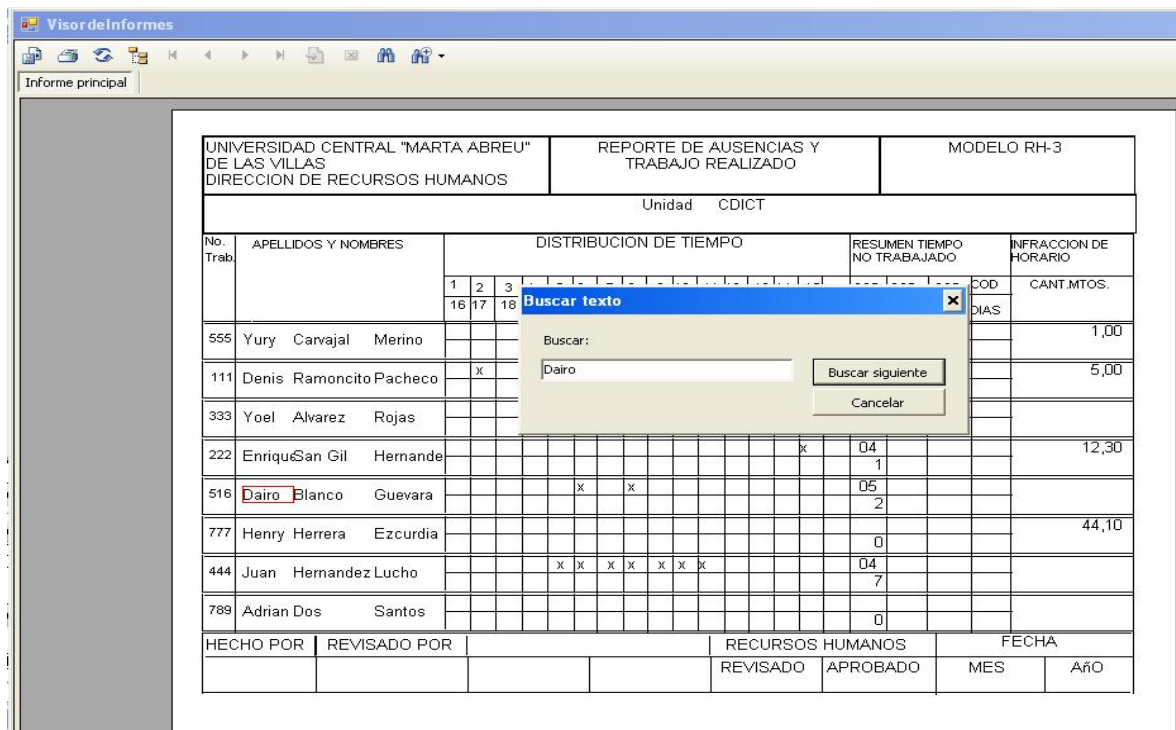 VisordeInformes
Informe principal
UNIVERSIDAD CENTRAL "MARTA ABREU"
DE LAS VILLAS
DIRECCION DE RECURSOS HUMANOS
REPORTE DE AUSENCIAS Y
TRABAJO REALIZADO
MODELO RH-3
Unidad CDICT
No.
Trab.
APELLIDOS Y NOMBRES
DISTRIBUCION DE TIEMPO
RESUMEN TIEMPO
NO TRABAJADO
INFRACCION DE
HORARIO
1 2 3 COD CANT.MTOS.
16 17 18 DIAS
Buscar texto
Buscar:
Dairo
Buscar siguiente
Cancelar
555 Yury Carvajal Merino 1,00
111 Denis Ramoncito Pacheco x 5,00
333 Yoel Alvarez Rojas
222 Enrique San Gil Hernande x 04 12,30
1
516 Dairo Blanco Guevara x x 05
2
777 Henry Herrera Ezcurdia 44,10
0
444 Juan Hernandez Lucho x x x x x x x 04
7
789 Adrian Dos Santos
0
HECHO POR REVISADO POR RECURSOS HUMANOS FECHA
REVISADO APROBADO MES AñO